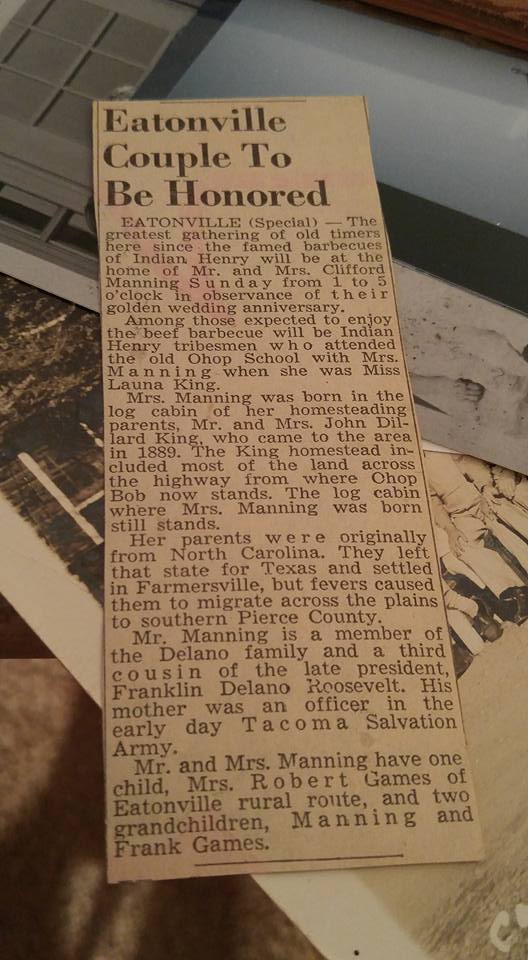 Eatonville
Couple To
Be Honored
EATONVILLE (Special) — The
greatest gathering of old timers
here since the famed barbecues
of Indian Henry will be at the
home of Mr. and Mrs. Clifford
Manning Sunday from 1 to 5
o'clock in observance of their
golden wedding anniversary.
Among those expected to enjoy
the beef barbecue will be Indian
Henry tribesmen who attended
the old Ohop School with Mrs.
Manning when she was Miss
Launa King.
Mrs. Manning was born in the
log cabin of her homesteading
parents, Mr. and Mrs. John Dil-
lard King, who came to the area
in 1889. The King homestead in-
cluded most of the land across
the highway from where Ohop
Bob now stands. The log cabin
where Mrs. Manning was born
still stands.
Her parents were originally
from North Carolina. They left
that state for Texas and settled
in Farmersville, but fevers caused
them to migrate across the plains
to southern Pierce County.
Mr. Manning is a member of
the Delano family and a third
cousin of the late president,
Franklin Delano Roosevelt. His
mother was an officer in the
early day Tacoma Salvation
Army.
Mr. and Mrs. Manning have one
child, Mrs. Robert Games of
Eatonville rural route, and two
grandchildren, Manning and
Frank Games.